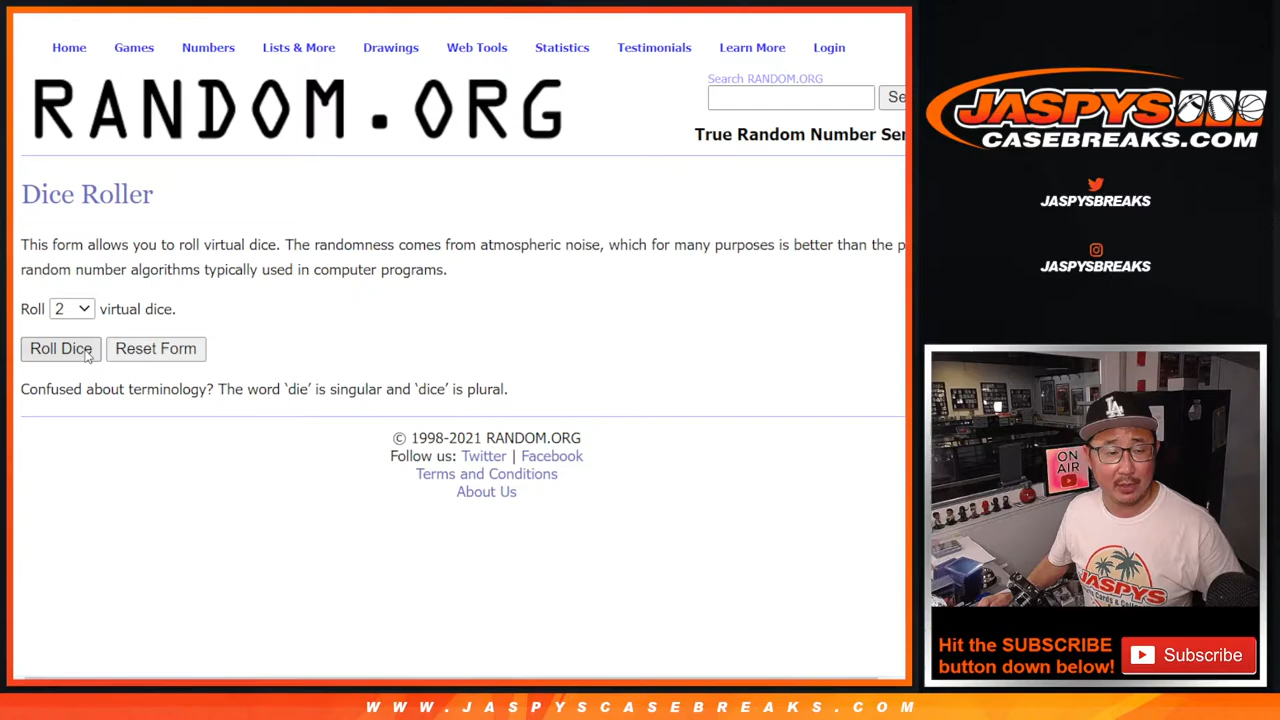 Home Games Numbers Lists & More Drawings Web Tools Statistics Testimonials Learn More Login
RANDOM.ORG
Search RANDOM.ORG
Se
True Random Number Ser
Dice Roller
This form allows you to roll virtual dice. The randomness comes from atmospheric noise, which for many purposes is better than the p
random number algorithms typically used in computer programs.
Roll 2 virtual dice.
Roll Dice Reset Form
Confused about terminology? The word ‘die’ is singular and ‘dice’ is plural.
© 1998-2021 RANDOM.ORG
Follow us: Twitter | Facebook
Terms and Conditions
About Us
JASPYS
CASEBREAKS.COM
JASPYSBREAKS
JASPYSBREAKS
LA
ON
AIR
JASPYS
Hit the SUBSCRIBE
button down below!
Subscribe
WWW.JASPYSCASEBREAKS.COM